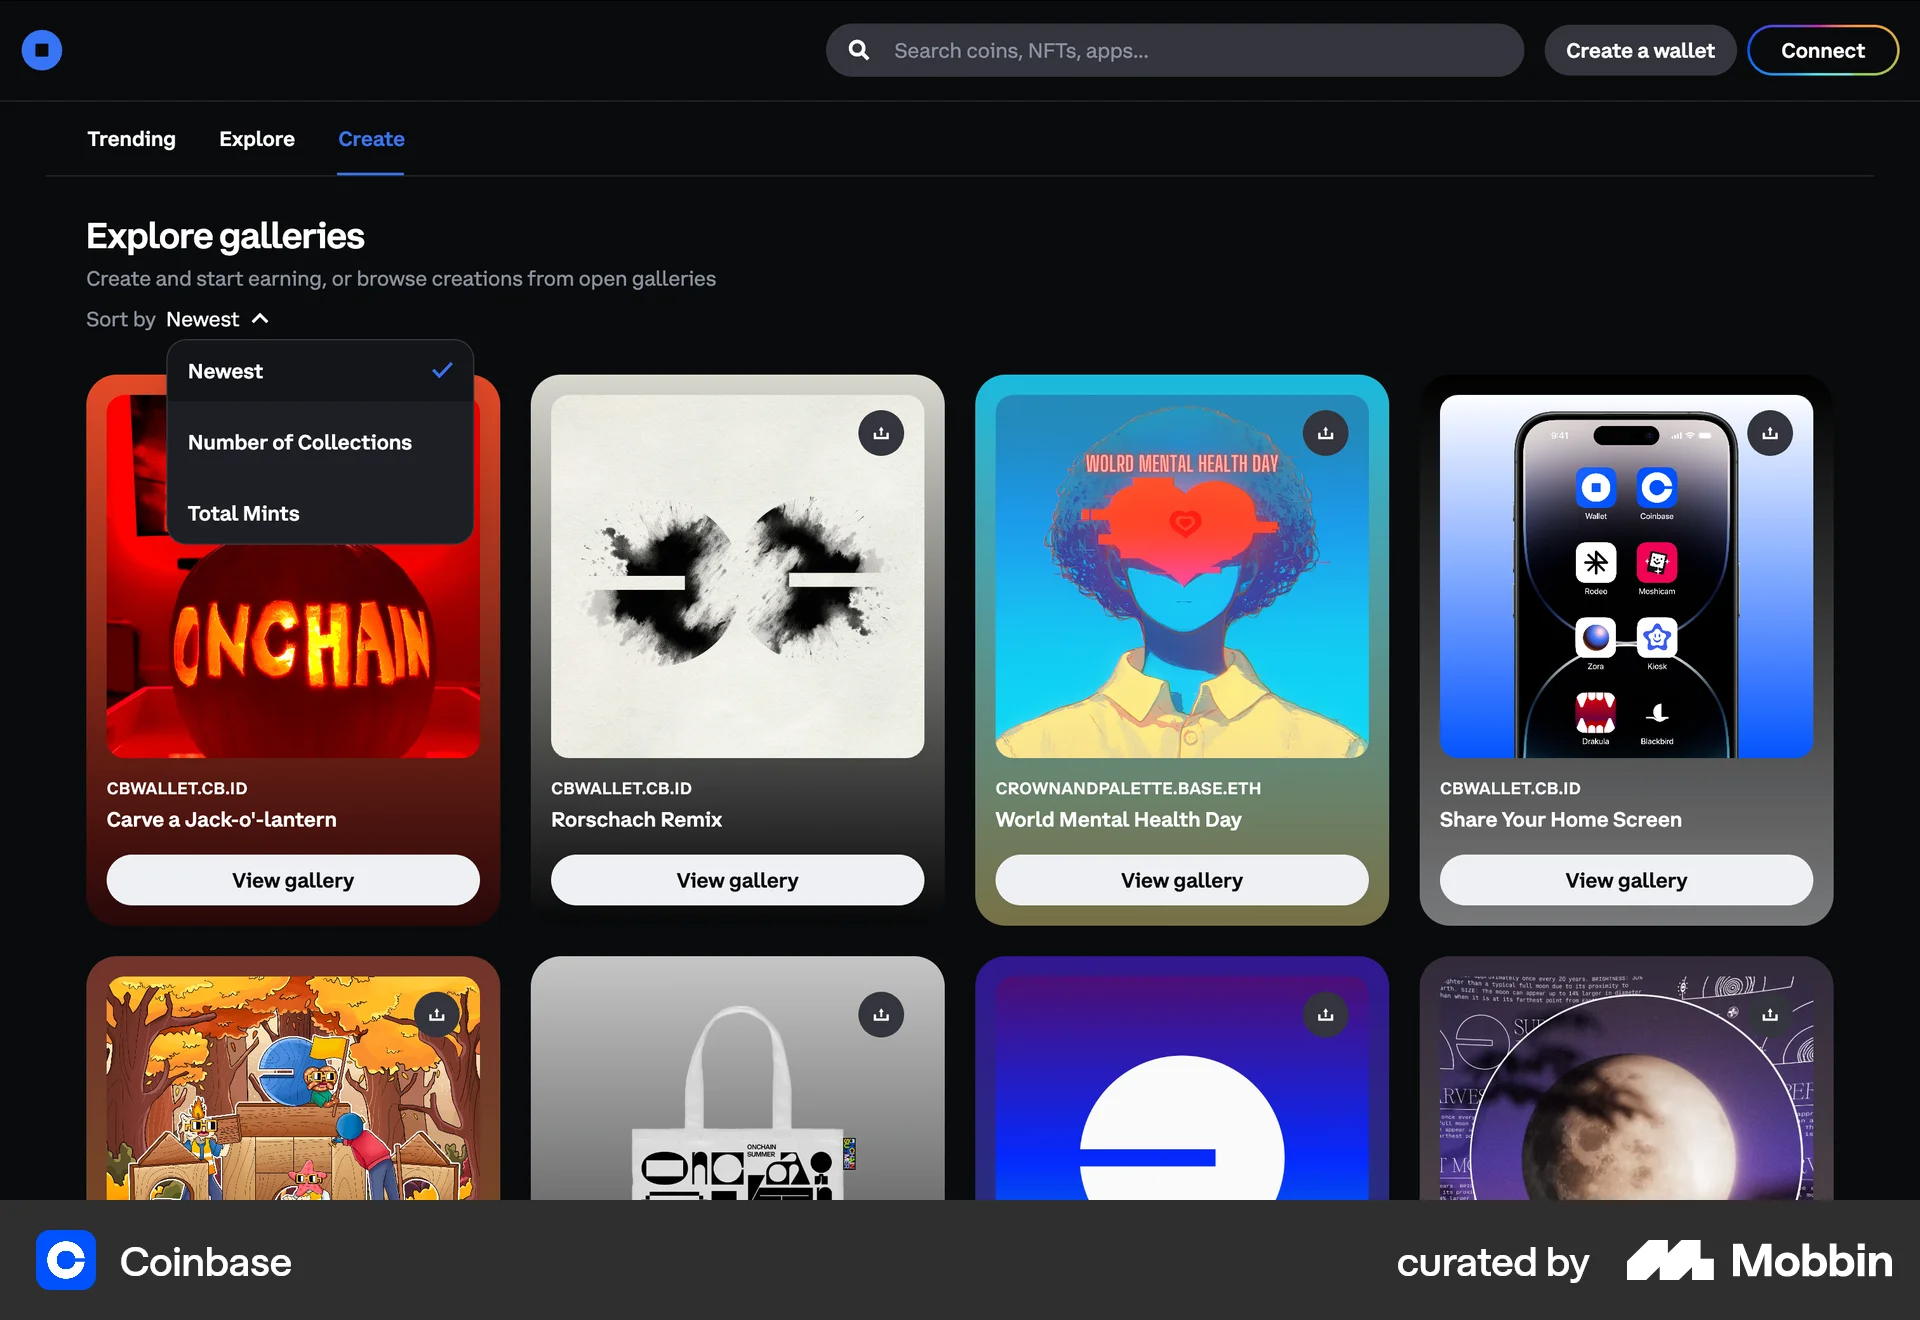 Search coins, NFTs, apps...
Create a wallet
Connect
Trending
Explore
Create
Explore galleries
Create and start earning, or browse creations from open galleries
Sort by Newest
Newest
Number of Collections
Total Mints
ONCHAIN
CBWALLET.CB.ID
Carve a Jack-o'-lantern
View gallery
CBWALLET.CB.ID
Rorschach Remix
View gallery
WOLRD MENTAL HEALTH DAY
CROWNANDPALETTE.BASE.ETH
World Mental Health Day
View gallery
9:41
Wallet
Coinbase
Rodeo
Moshicam
Zora
Kiosk
Drakula
Blackbird
CBWALLET.CB.ID
Share Your Home Screen
View gallery
ONCHAIN
SUMMER
Coinbase
curated by
Mobbin